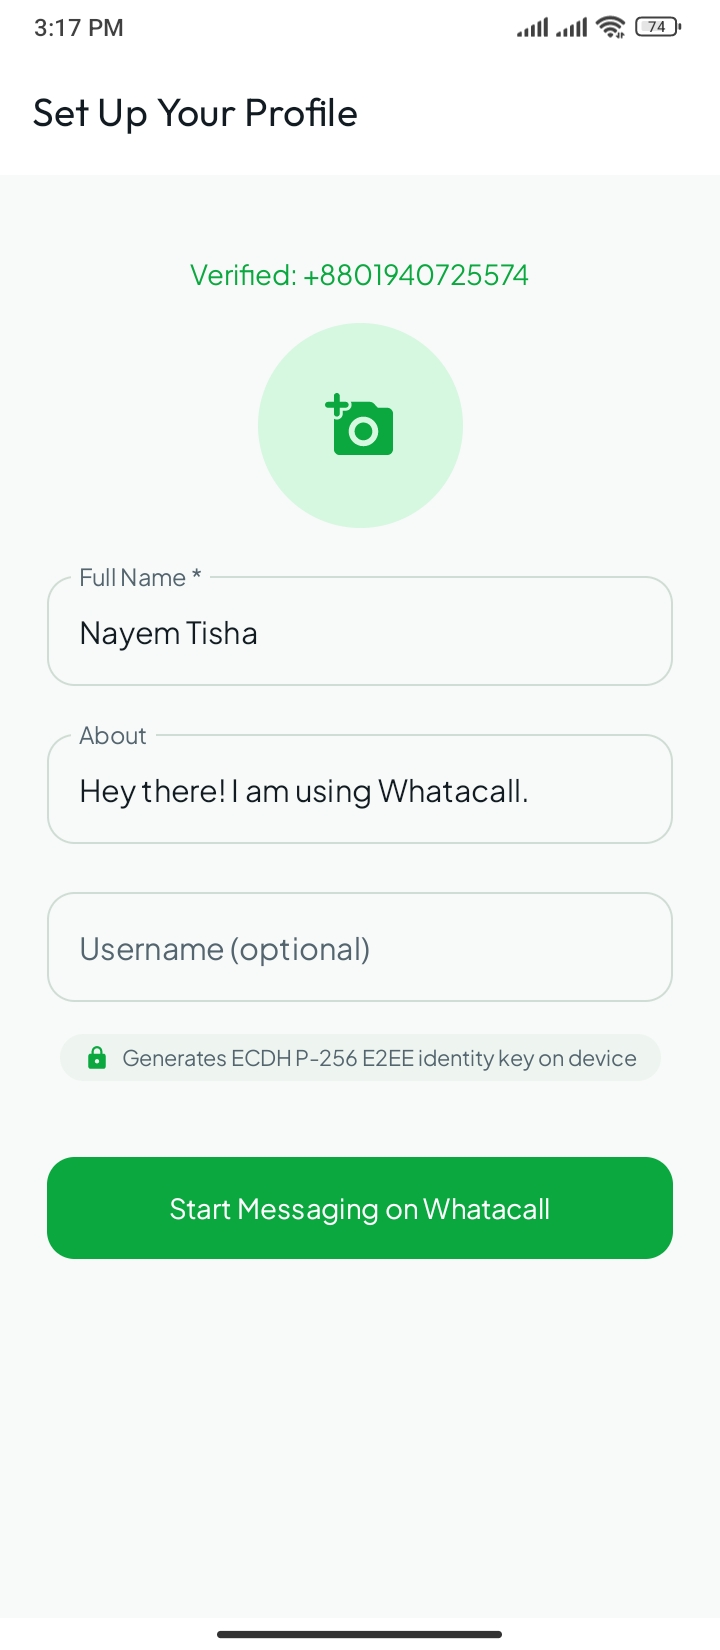 3:17 PM
74
Set Up Your Profile
Verified: +8801940725574
Full Name *
Nayem Tisha
About
Hey there! I am using Whatacall.
Username (optional)
Generates ECDH P-256 E2EE identity key on device
Start Messaging on Whatacall